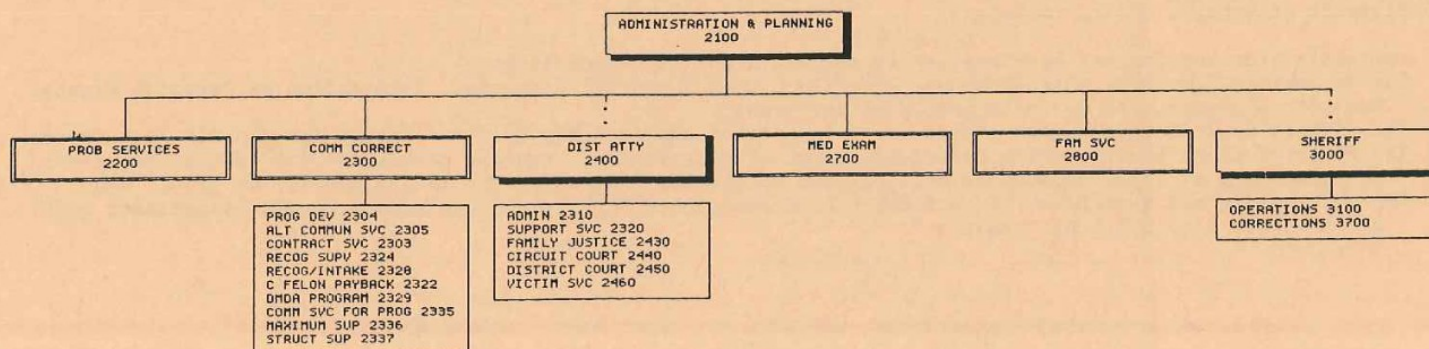 ADMINISTRATION & PLANNING
2100
PROB SERVICES
2200
COMM CORRECT
2300
DIST ATTY
2400
MED EXAM
2700
FAM SVC
2800
SHERIFF
3000
PROG DEV 2304
ALT COMMUN SVC 2305
CONTRACT SVC 2303
RECOG SUPV 2324
RECOG/INTAKE 2328
C FELON PAYBACK 2322
DMDA PROGRAM 2329
COMM SVC FOR PROG 2335
MAXIMUM SUP 2336
STRUCT SUP 2337
ADMIN 2310
SUPPORT SVC 2320
FAMILY JUSTICE 2430
CIRCUIT COURT 2440
DISTRICT COURT 2450
VICTIM SVC 2460
OPERATIONS 3100
CORRECTIONS 3700